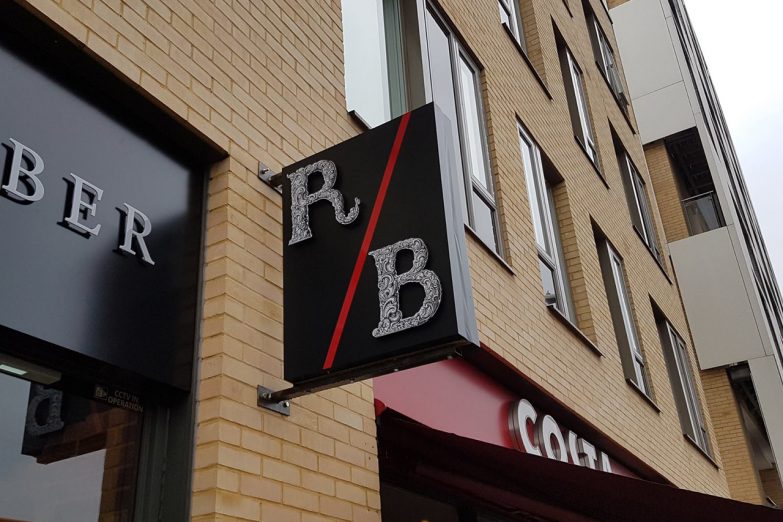 BER
R
B
CCTV IN
OPERATION
COSTA